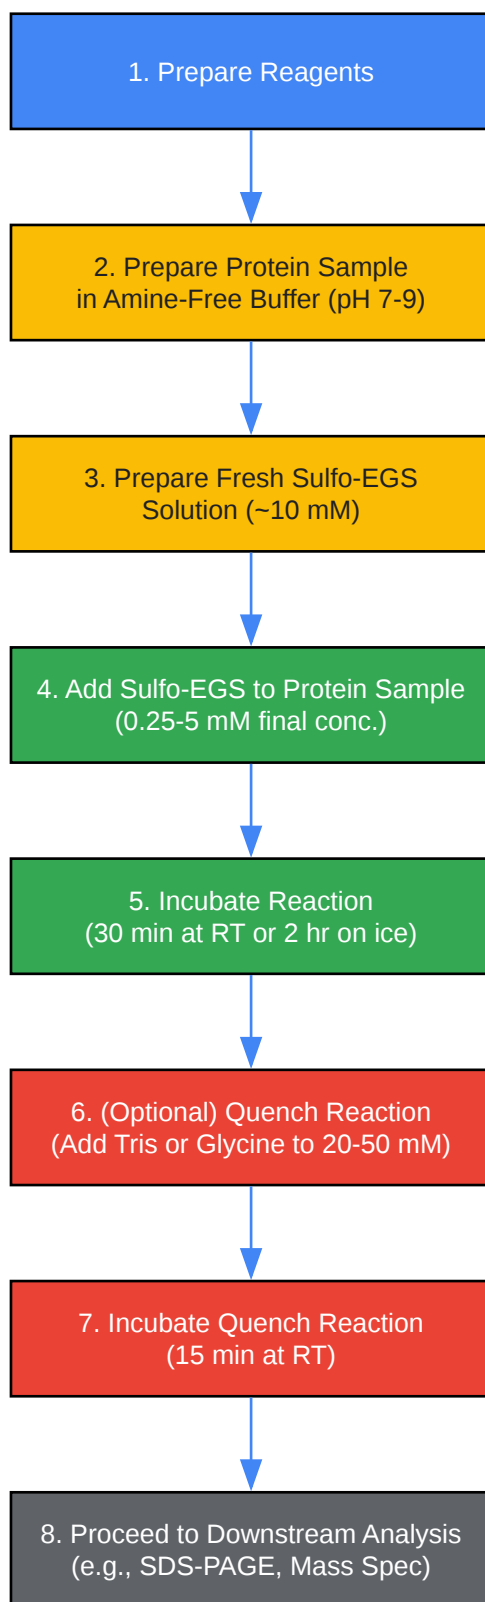 1. Prepare Reagents
2. Prepare Protein Sample
in Amine-Free Buffer (pH 7-9)
3. Prepare Fresh Sulfo-EGS
Solution (~10 mM)
4. Add Sulfo-EGS to Protein Sample
(0.25-5 mM final conc.)
5. Incubate Reaction
(30 min at RT or 2 hr on ice)
6. (Optional) Quench Reaction
(Add Tris or Glycine to 20-50 mM)
7. Incubate Quench Reaction
(15 min at RT)
8. Proceed to Downstream Analysis
(e.g., SDS-PAGE, Mass Spec)